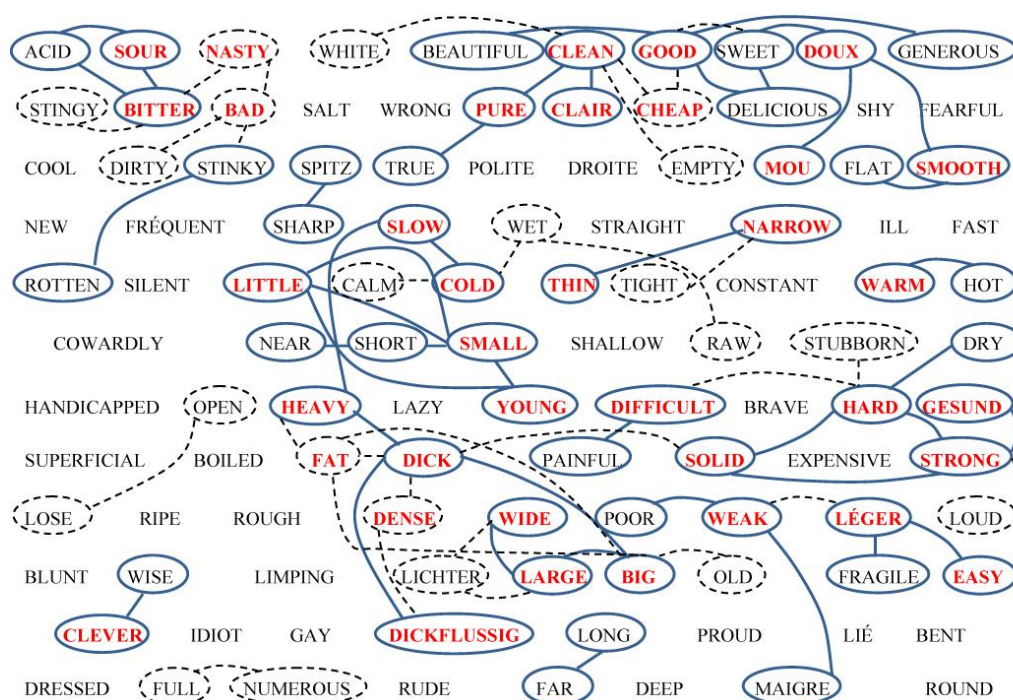 ACID SOUR NASTY WHITE BEAUTIFUL CLEAN GOOD SWEET DOUX GENEROUS
STINGY BITTER BAD SALT WRONG PURE CLAIR CHEAP DELICIOUS SHY FEARFUL
COOL DIRTY STINKY SPITZ TRUE POLITE DROITE EMPTY MOU FLAT SMOOTH
NEW FRÉQUENT SHARP SLOW WET STRAIGHT NARROW ILL FAST
ROTTEN SILENT LITTLE CALM COLD THIN TIGHT CONSTANT WARM HOT
COWARDLY NEAR SHORT SMALL SHALLOW RAW STUBBORN DRY
HANDICAPPED OPEN HEAVY LAZY YOUNG DIFFICULT BRAVE HARD GESUND
SUPERFICIAL BOILED FAT DICK PAINFUL SOLID EXPENSIVE STRONG
LOSE RIPE ROUGH DENSE WIDE POOR WEAK LÉGER LOUD
BLUNT WISE LIMPING LICHTER LARGE BIG OLD FRAGILE EASY
CLEVER IDIOT GAY DICKFLUSSIG LONG PROUD LIÉ BENT
DRESSED FULL NUMEROUS RUDE FAR DEEP MAIGRE ROUND